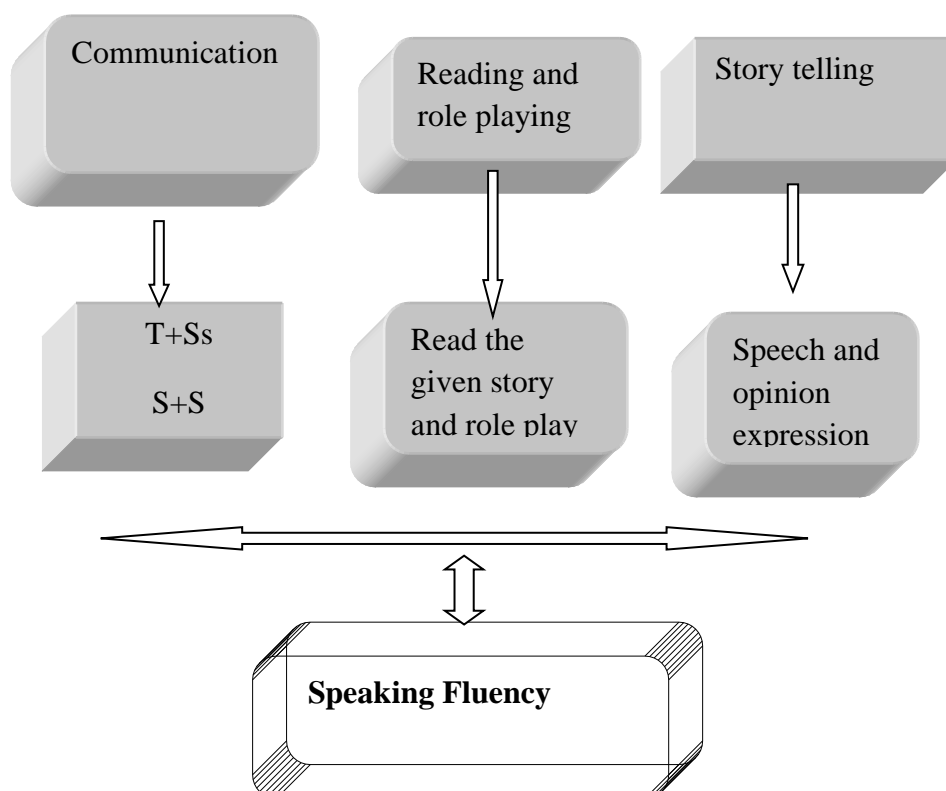 Communication
Reading and
role playing
Story telling
T+Ss
S+S
Read the
given story
and role play
Speech and
opinion
expression
Speaking Fluency